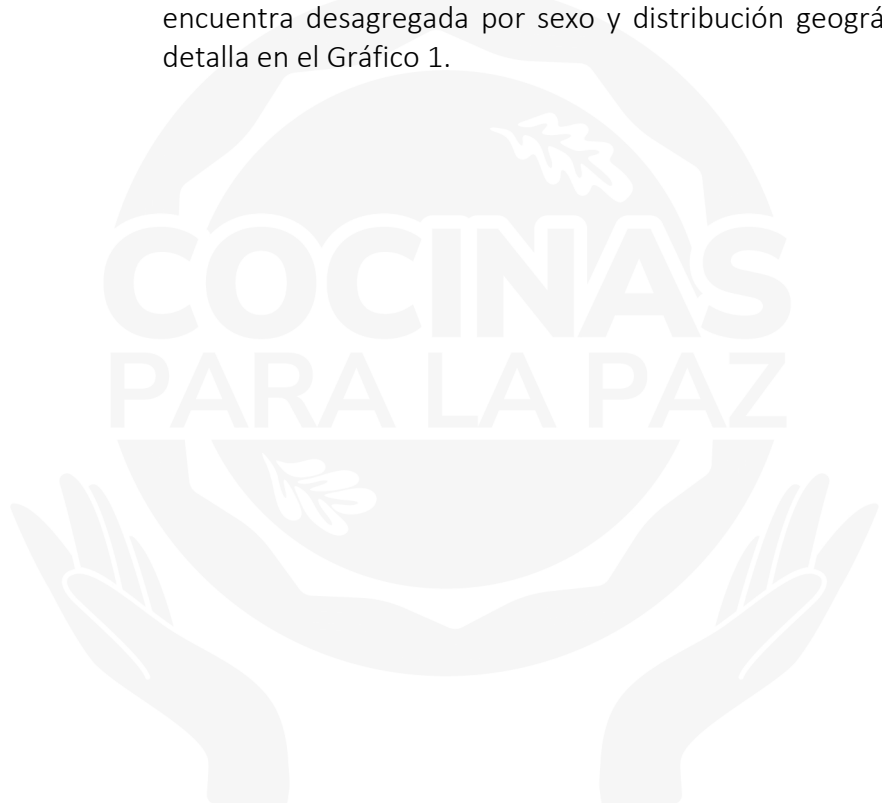 encuentra desagregada por sexo y distribución geográ
detalla en el Gráfico 1.
COCINAS
PARA LA PAZ